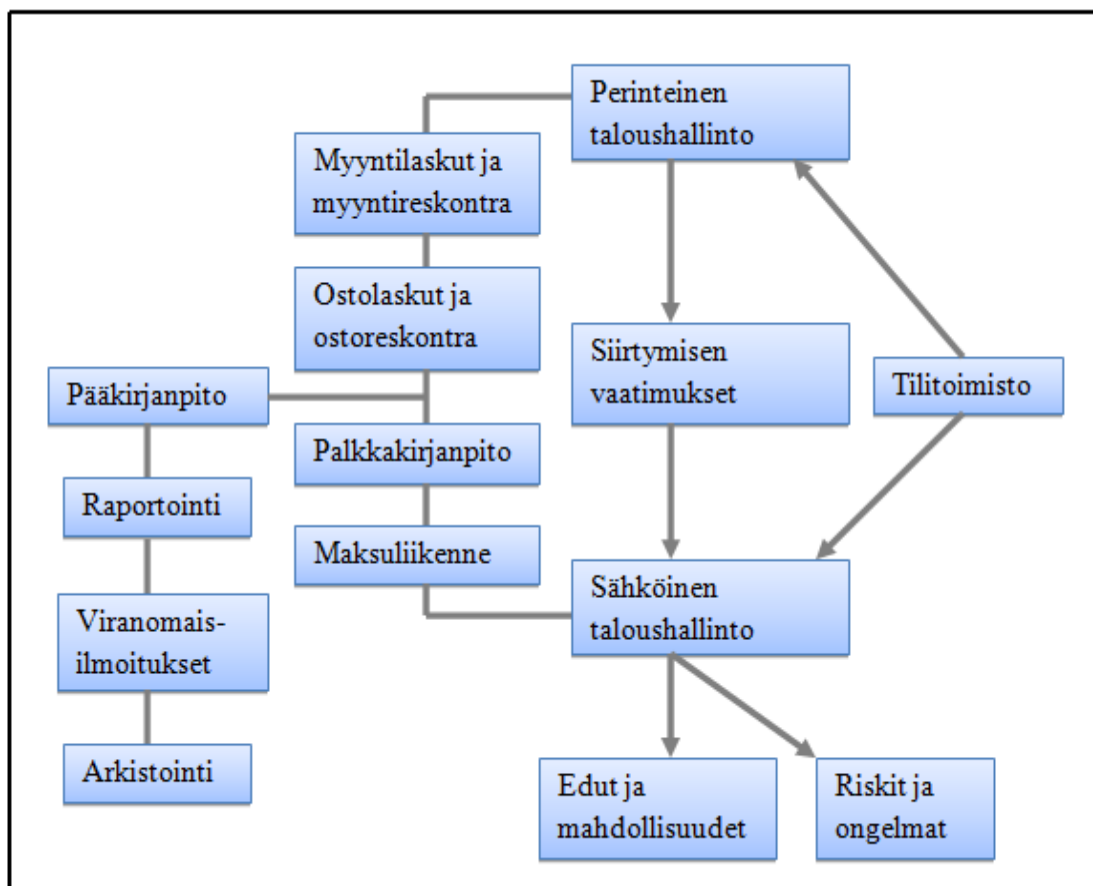 Perinteinen
taloushallinto
Myyntilaskut ja
myyntireskontra
Ostolaskut ja
ostoreskontra
Siirtymisen
vaatimukset
Tilitoimisto
Pääkirjanpito
Palkkakirjanpito
Raportointi
Maksuliikenne
Sähköinen
taloushallinto
Viranomais-
ilmoitukset
Arkistointi
Edut ja
mahdollisuudet
Riskit ja
ongelmat